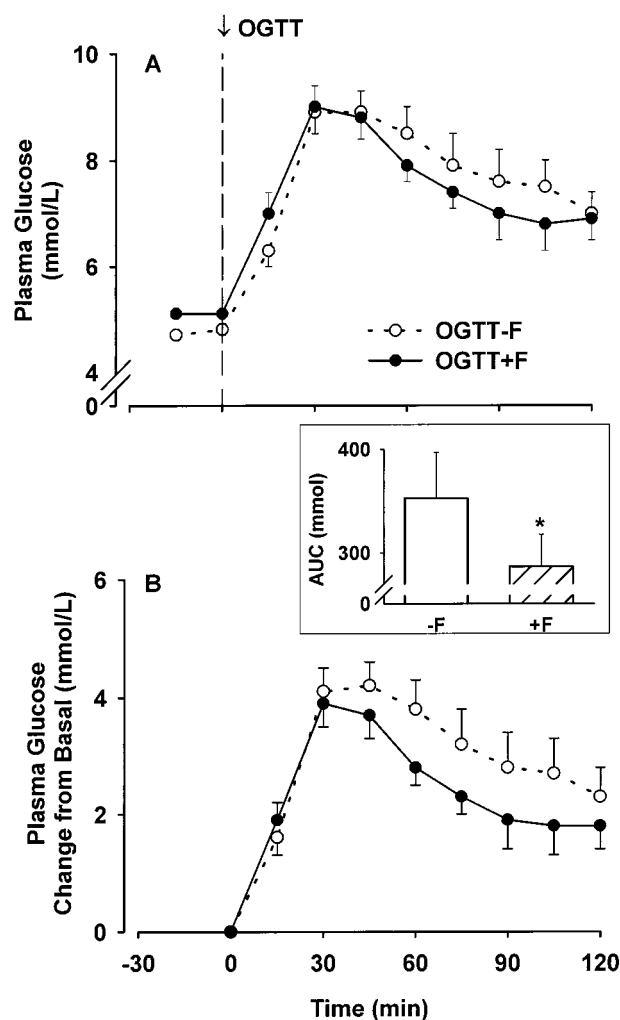 ↓ OGTT
A
10
8
6
4
0
Plasma Glucose
(mmol/L)
OGTT-F
OGTT+F
400
300
0
AUC (mmol)
*
-F
+F
B
6
4
2
0
Plasma Glucose
Change from Basal (mmol/L)
-30
0
30
60
90
120
Time (min)